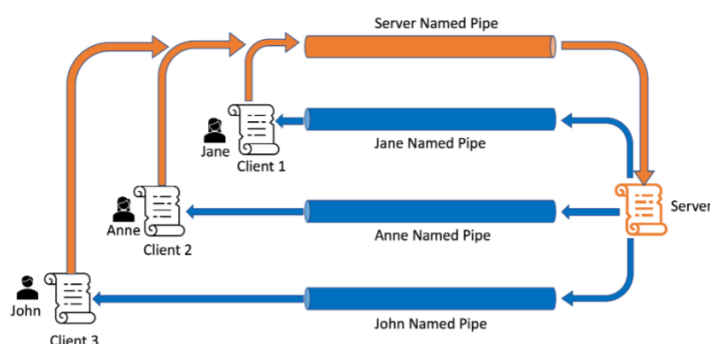 Server Named Pipe
Jane
Client 1
Jane Named Pipe
Anne
Client 2
Anne Named Pipe
Server
John
Client 3
John Named Pipe